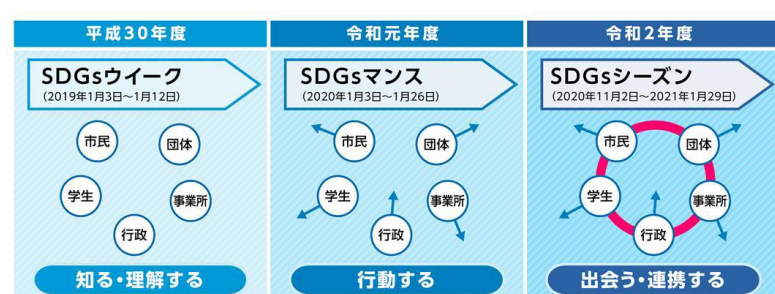 平成30年度
SDGsウイーク
(2019年1月3日～1月12日)
市民
団体
学生
事業所
行政
知る・理解する
令和元年度
SDGsマンス
(2020年1月3日～1月26日)
市民
団体
学生
事業所
行政
行動する
令和2年度
SDGsシーズン
(2020年11月2日～2021年1月29日)
市民
団体
学生
事業所
行政
出会う・連携する